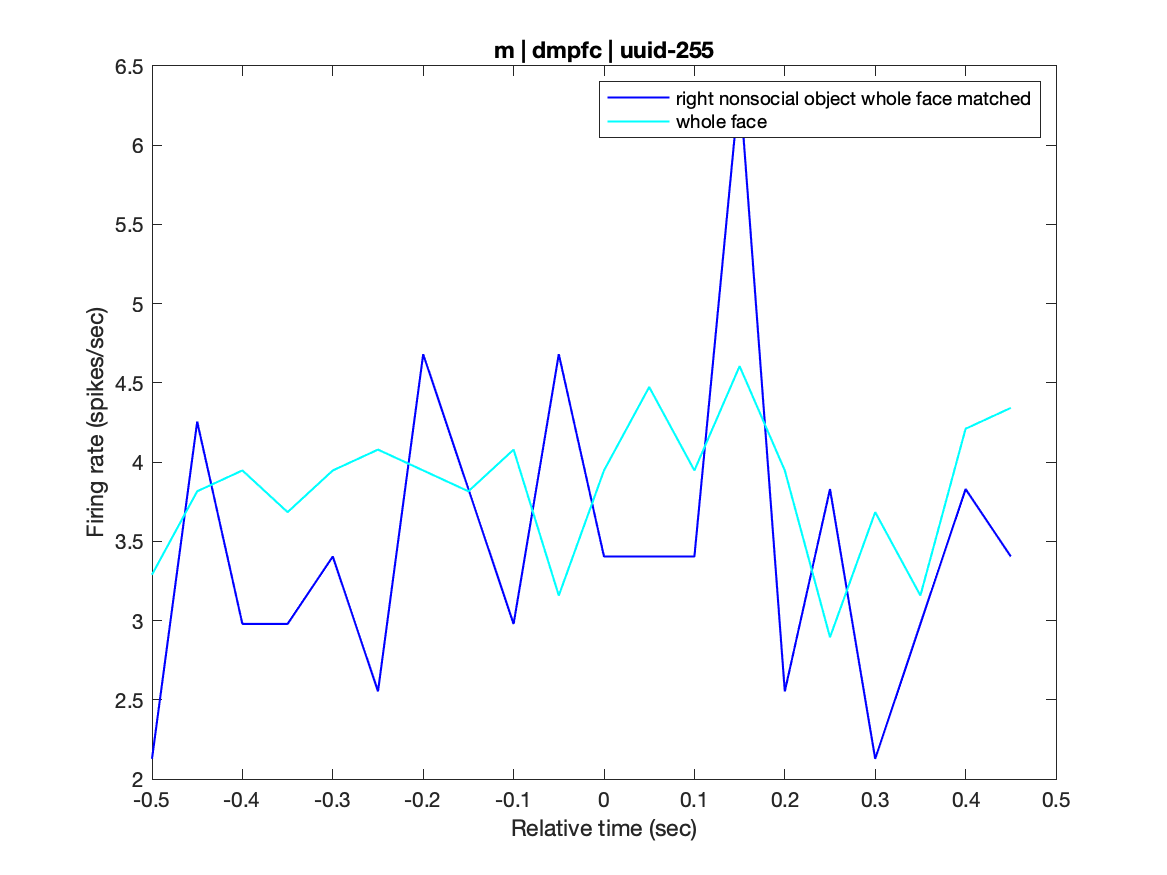 m | dmpfc | uuid-255
6.5
6
5.5
5
4.5
4
3.5
3
2.5
2
Firing rate (spikes/sec)
right nonsocial object whole face matched
whole face
-0.5 -0.4 -0.3 -0.2 -0.1 0 0.1 0.2 0.3 0.4 0.5
Relative time (sec)